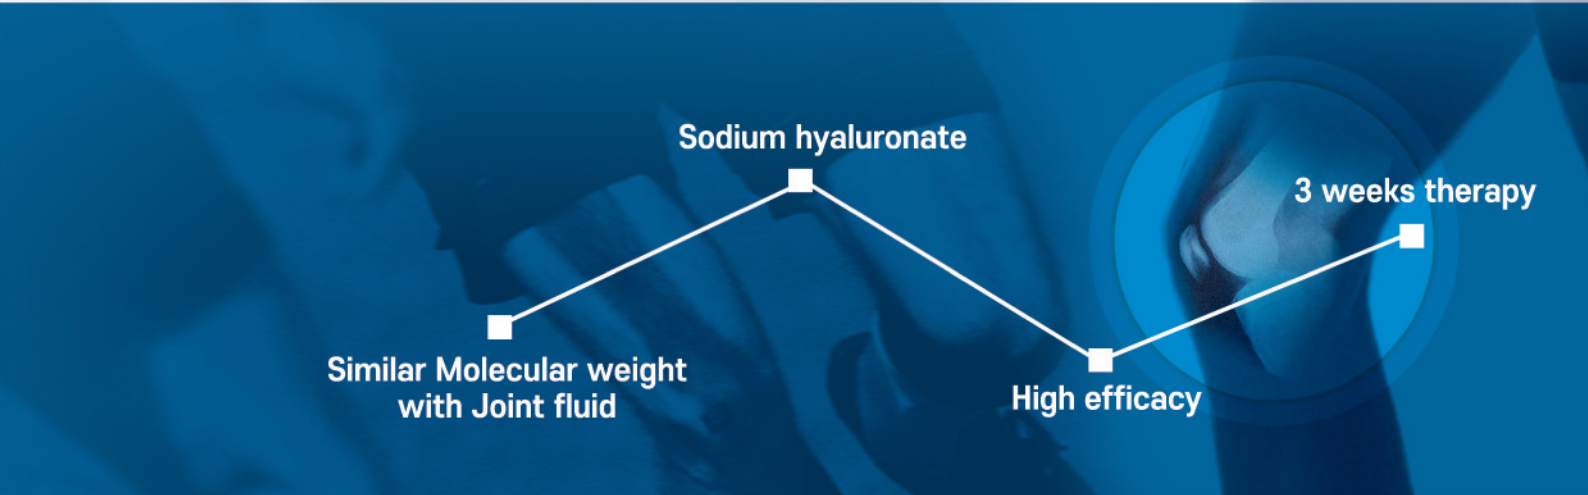 Sodium hyaluronate
3 weeks therapy
Similar Molecular weight
with Joint fluid
High efficacy